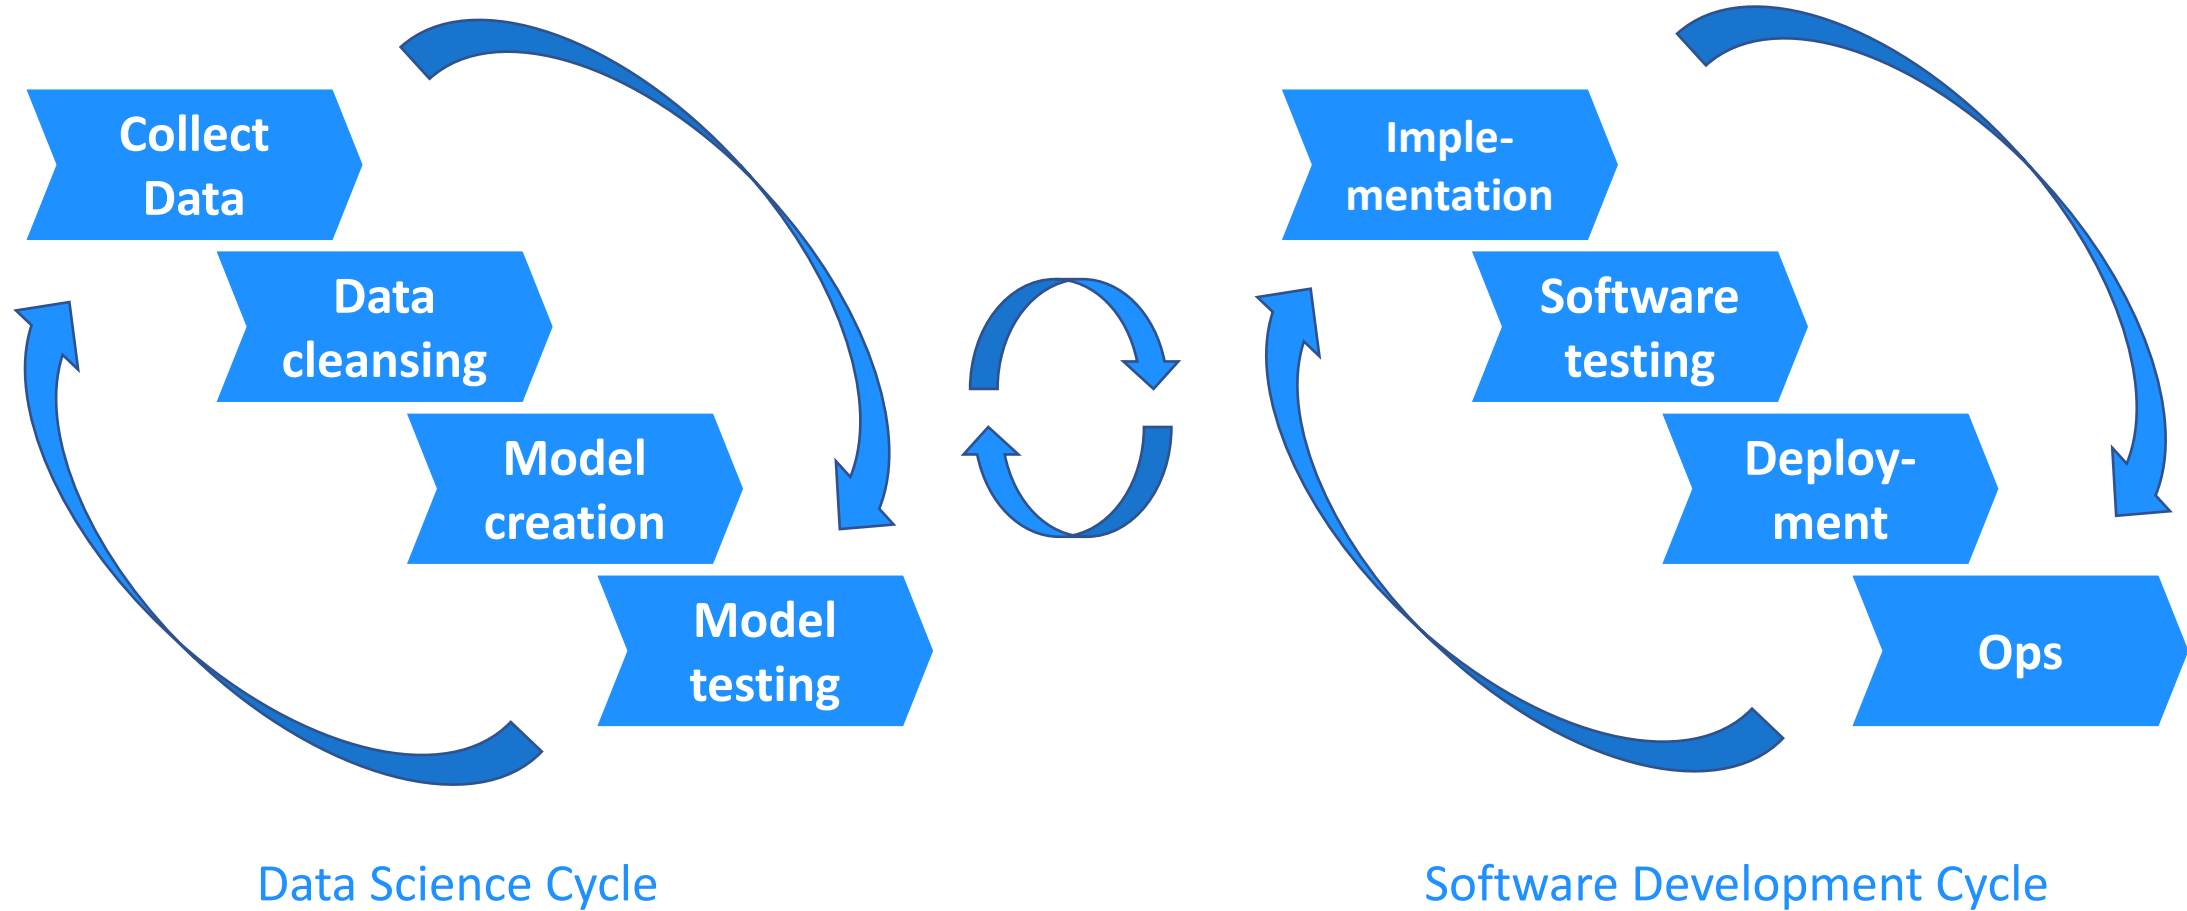 Collect
Data
Data
cleansing
Model
creation
Model
testing
Data Science Cycle
Imple-
mentation
Software
testing
Deploy-
ment
Ops
Software Development Cycle